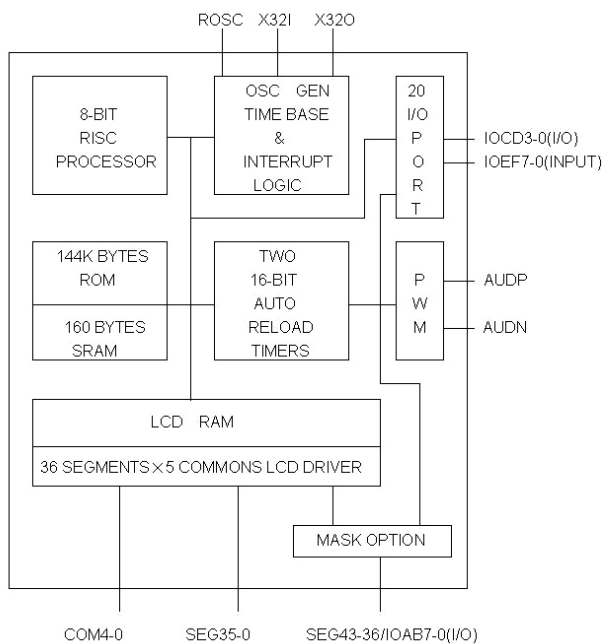 ROSC X32I X32O
8-BIT
RISC
PROCESSOR
OSC GEN
TIME BASE
&
INTERRUPT
LOGIC
20
I/O
P
O
R
T
IOCD3-0(I/O)
IOEF7-0(INPUT)
144K BYTES
ROM
160 BYTES
SRAM
TWO
16-BIT
AUTO
RELOAD
TIMERS
P
W
M
AUDP
AUDN
LCD RAM
36 SEGMENTS×5 COMMONS LCD DRIVER
MASK OPTION
COM4-0 SEG35-0 SEG43-36/IOAB7-0(I/O)